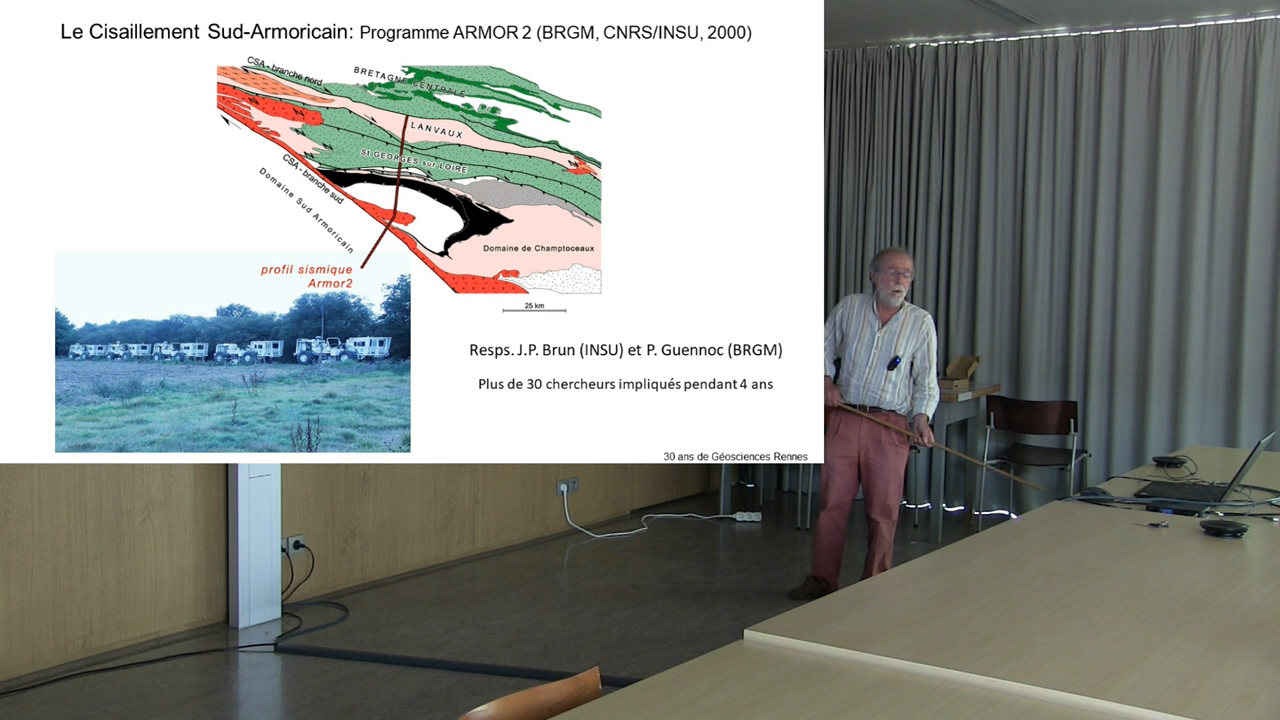 Le Cisaillement Sud-Armoricain: Programme ARMOR 2 (BRGM, CNRS/INSU, 2000)
CSA - branche nord
BRETAGNE CENTRALE
LANVAUX
St GEORGES sur LOIRE
CSA - branche sud
Domaine Sud Armoricain
Domaine de Champtoceaux
profil sismique
Armor2
25 km
Resps. J.P. Brun (INSU) et P. Guennoc (BRGM)
Plus de 30 chercheurs impliqués pendant 4 ans
30 ans de Géosciences Rennes